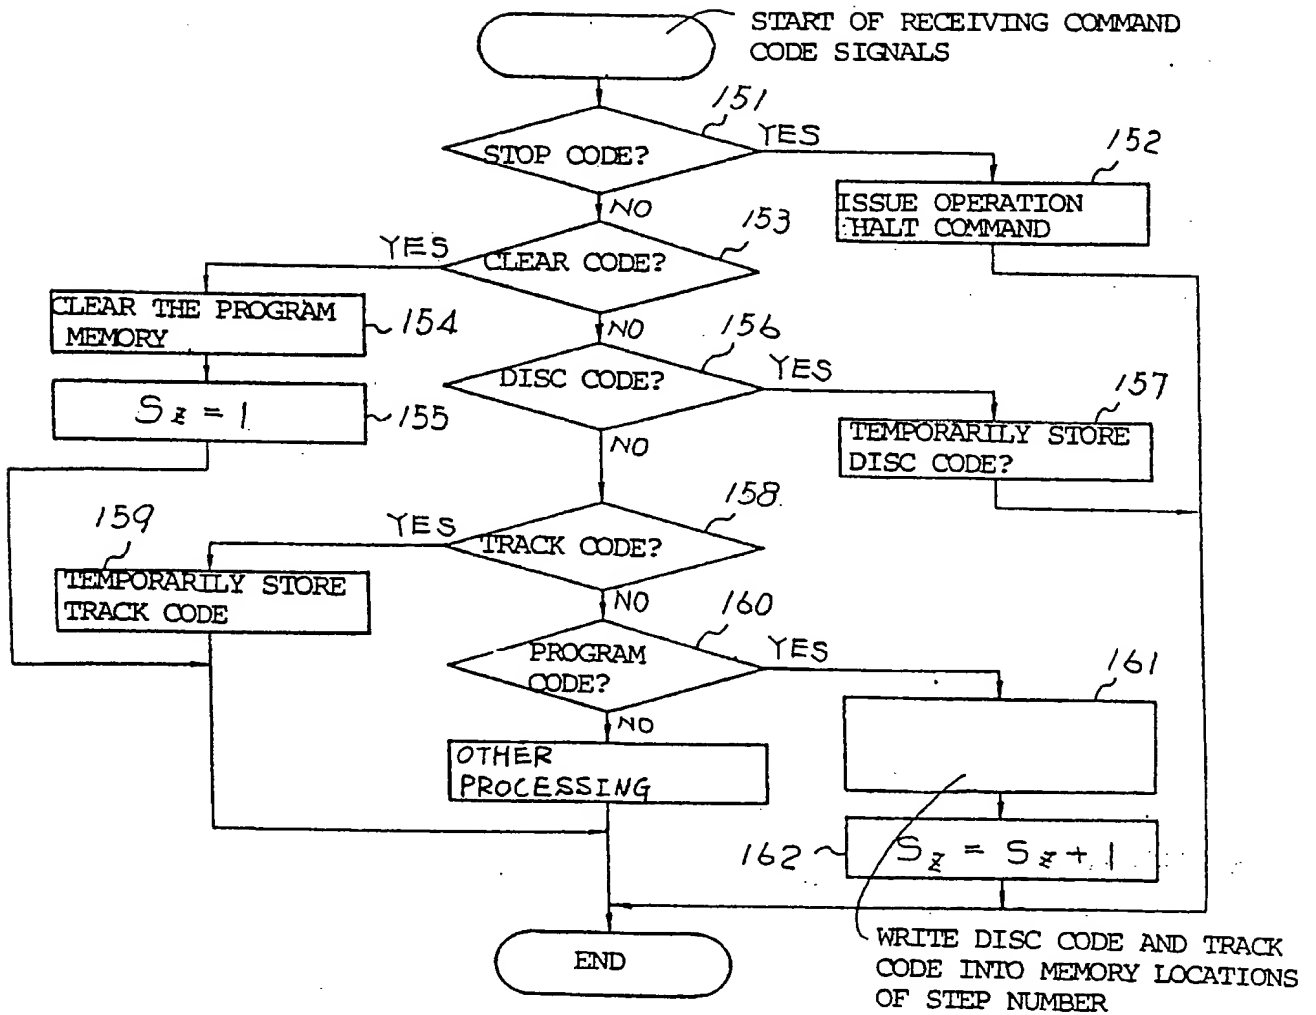 START OF RECEIVING COMMAND
CODE SIGNALS
151
STOP CODE?
YES
152
ISSUE OPERATION
HALT COMMAND
NO
153
CLEAR CODE?
YES
CLEAR THE PROGRAM
MEMORY
154
NO
156
DISC CODE?
YES
Sz = 1
155
157
TEMPORARILY STORE
DISC CODE?
NO
158
159
YES
TRACK CODE?
TEMPORARILY STORE
TRACK CODE
NO
160
PROGRAM
CODE?
YES
161
NO
OTHER
PROCESSING
162
Sz = Sz + 1
END
WRITE DISC CODE AND TRACK
CODE INTO MEMORY LOCATIONS
OF STEP NUMBER